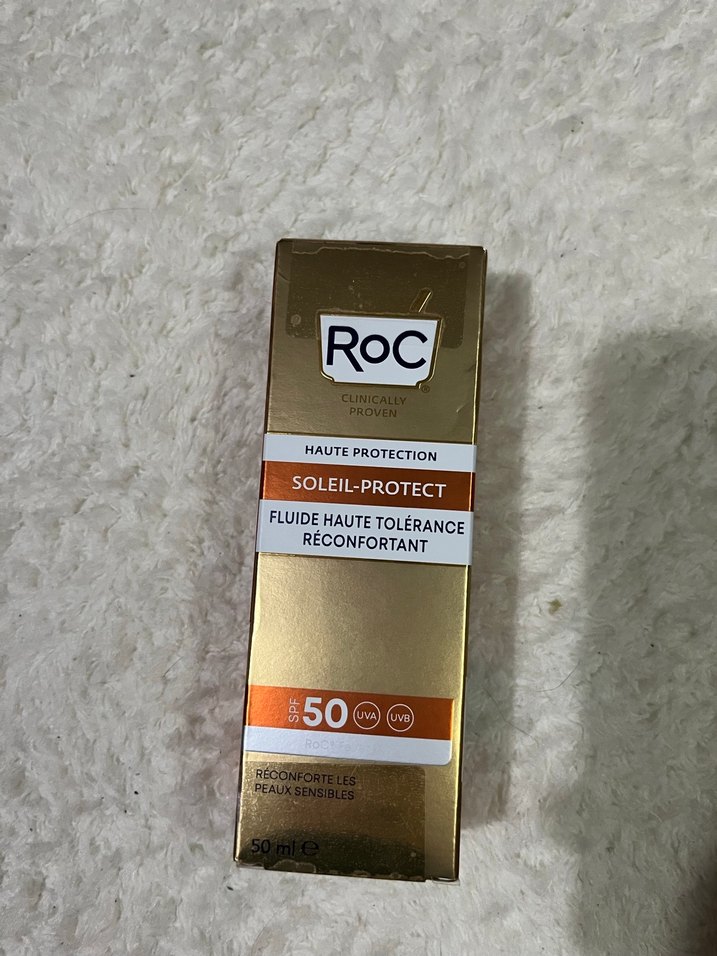 RoC®
CLINICALLY
PROVEN
HAUTE PROTECTION
SOLEIL-PROTECT
FLUIDE HAUTE TOLÉRANCE
RÉCONFORTANT
SPF 50 UVA UVB
RoC®
RÉCONFORTE LES
PEAUX SENSIBLES
50 ml ℮